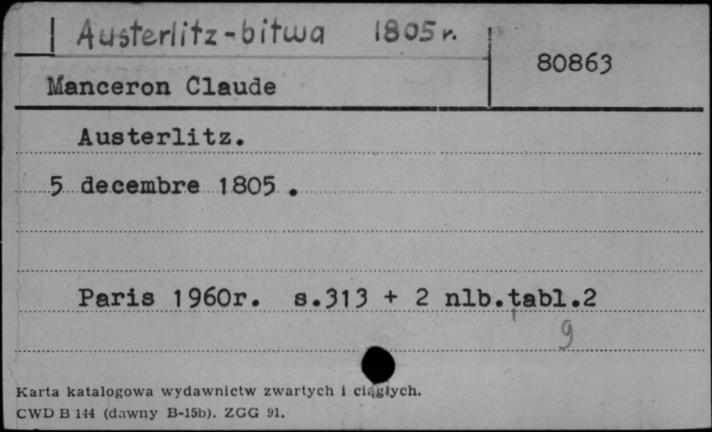 Austerlitz-bitwa 1805r.
80863
Manceron Claude
Austerlitz.
5 decembre 1805.
Paris 1960r. s.313 + 2 nlb.tabl.2
9
Karta katalogowa wydawnictw zwartych i ciągłych.
CWD B 144 (dawny B-15b). ZGG 91.